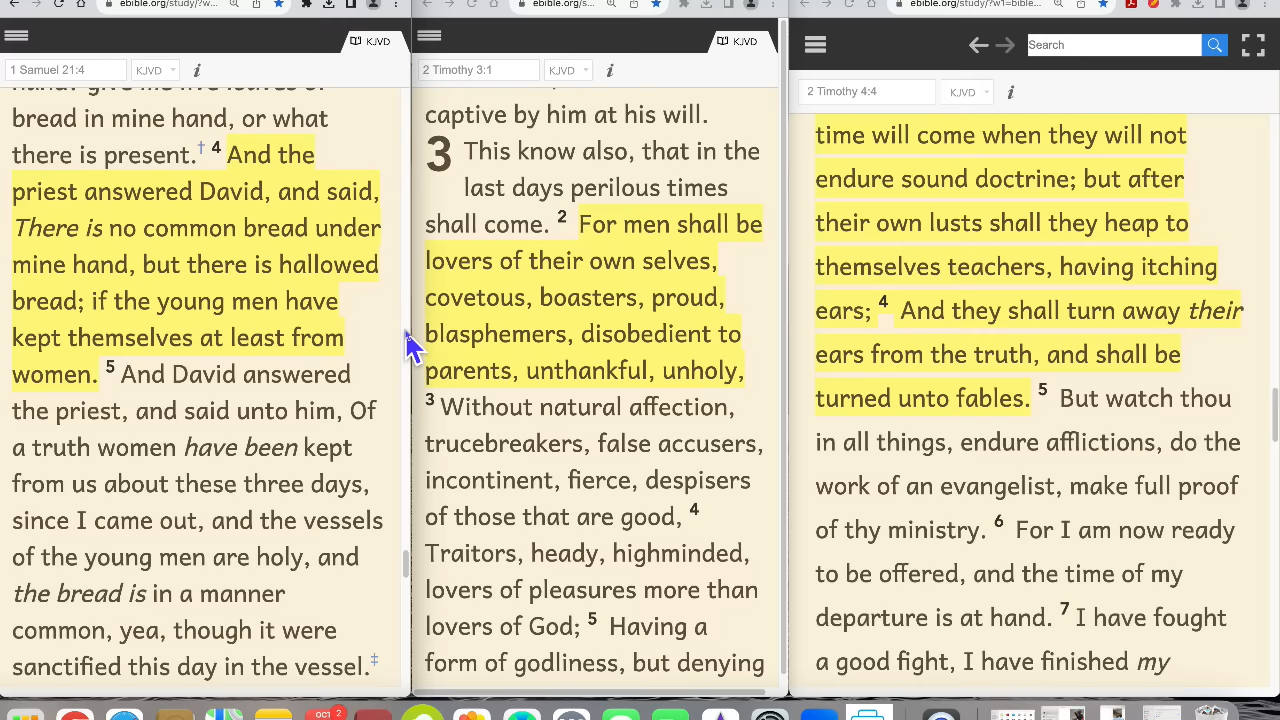 ebible.org/study/?w...
KJVD
1 Samuel 21:4
KJVD
i
bread in mine hand, or what
there is present.† 4 And the
priest answered David, and said,
There is no common bread under
mine hand, but there is hallowed
bread; if the young men have
kept themselves at least from
women. 5 And David answered
the priest, and said unto him, Of
a truth women have been kept
from us about these three days,
since I came out, and the vessels
of the young men are holy, and
the bread is in a manner
common, yea, though it were
sanctified this day in the vessel.‡
ebible.org/s...
KJVD
2 Timothy 3:1
KJVD
i
captive by him at his will.
3 This know also, that in the
last days perilous times
shall come. 2 For men shall be
lovers of their own selves,
covetous, boasters, proud,
blasphemers, disobedient to
parents, unthankful, unholy,
3 Without natural affection,
trucebreakers, false accusers,
incontinent, fierce, despisers
of those that are good, 4
Traitors, heady, highminded,
lovers of pleasures more than
lovers of God; 5 Having a
form of godliness, but denying
ebible.org/study/?w1=bible...
Search
2 Timothy 4:4
KJVD
i
time will come when they will not
endure sound doctrine; but after
their own lusts shall they heap to
themselves teachers, having itching
ears; 4 And they shall turn away their
ears from the truth, and shall be
turned unto fables. 5 But watch thou
in all things, endure afflictions, do the
work of an evangelist, make full proof
of thy ministry. 6 For I am now ready
to be offered, and the time of my
departure is at hand. 7 I have fought
a good fight, I have finished my
OCT 2